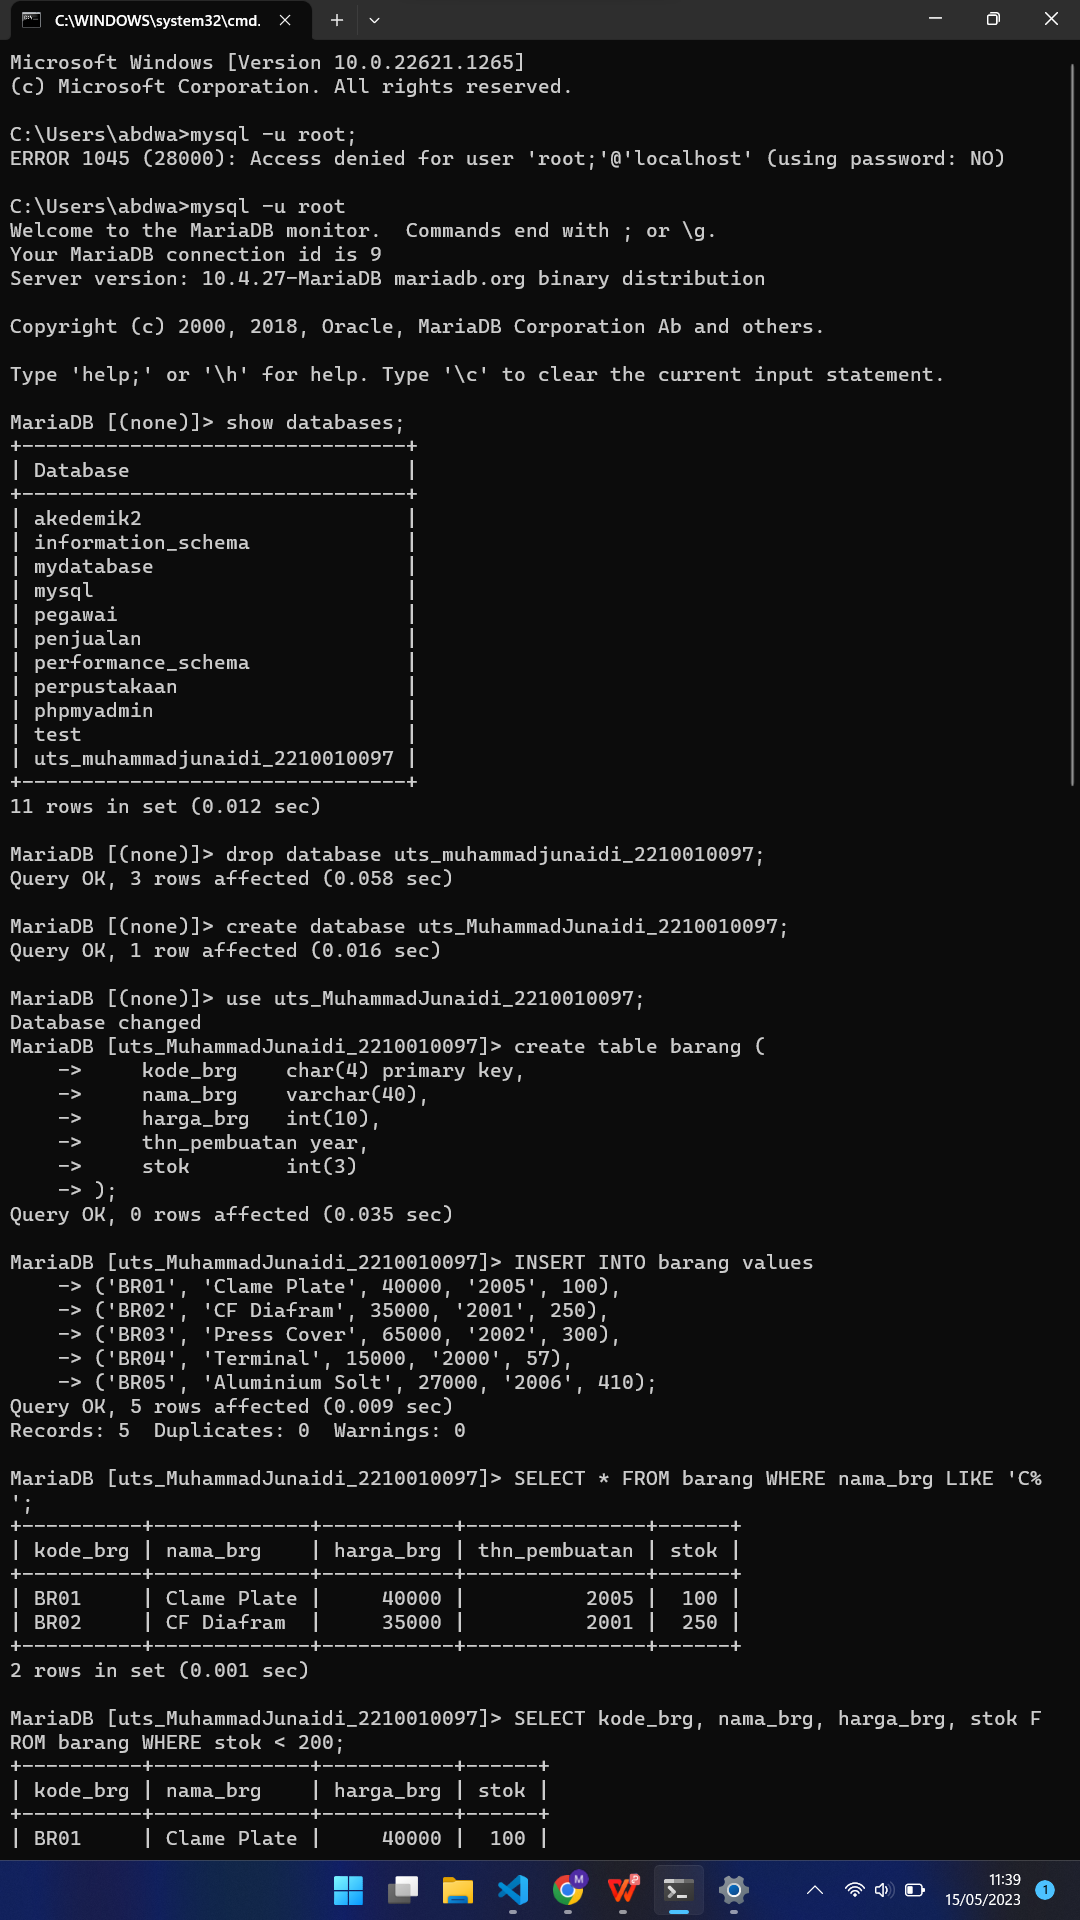 C:\WINDOWS\system32\cmd.
Microsoft Windows [Version 10.0.22621.1265]
(c) Microsoft Corporation. All rights reserved.
C:\Users\abdwa>mysql -u root;
ERROR 1045 (28000): Access denied for user 'root;'@'localhost' (using password: NO)
C:\Users\abdwa>mysql -u root
Welcome to the MariaDB monitor.  Commands end with ; or \g.
Your MariaDB connection id is 9
Server version: 10.4.27-MariaDB mariadb.org binary distribution
Copyright (c) 2000, 2018, Oracle, MariaDB Corporation Ab and others.
Type 'help;' or '\h' for help. Type '\c' to clear the current input statement.
MariaDB [(none)]> show databases;
+--------------------------------+
| Database                       |
+--------------------------------+
| akedemik2                      |
| information_schema             |
| mydatabase                     |
| mysql                          |
| pegawai                        |
| penjualan                      |
| performance_schema             |
| perpustakaan                   |
| phpmyadmin                     |
| test                           |
| uts_muhammadjunaidi_2210010097 |
+--------------------------------+
11 rows in set (0.012 sec)
MariaDB [(none)]> drop database uts_muhammadjunaidi_2210010097;
Query OK, 3 rows affected (0.058 sec)
MariaDB [(none)]> create database uts_MuhammadJunaidi_2210010097;
Query OK, 1 row affected (0.016 sec)
MariaDB [(none)]> use uts_MuhammadJunaidi_2210010097;
Database changed
MariaDB [uts_MuhammadJunaidi_2210010097]> create table barang (
    ->     kode_brg    char(4) primary key,
    ->     nama_brg    varchar(40),
    ->     harga_brg   int(10),
    ->     thn_pembuatan year,
    ->     stok        int(3)
    -> );
Query OK, 0 rows affected (0.035 sec)
MariaDB [uts_MuhammadJunaidi_2210010097]> INSERT INTO barang values
    -> ('BR01', 'Clame Plate', 40000, '2005', 100),
    -> ('BR02', 'CF Diafram', 35000, '2001', 250),
    -> ('BR03', 'Press Cover', 65000, '2002', 300),
    -> ('BR04', 'Terminal', 15000, '2000', 57),
    -> ('BR05', 'Aluminium Solt', 27000, '2006', 410);
Query OK, 5 rows affected (0.009 sec)
Records: 5  Duplicates: 0  Warnings: 0
MariaDB [uts_MuhammadJunaidi_2210010097]> SELECT * FROM barang WHERE nama_brg LIKE 'C%
';
+----------+-------------+-----------+---------------+------+
| kode_brg | nama_brg    | harga_brg | thn_pembuatan | stok |
+----------+-------------+-----------+---------------+------+
| BR01     | Clame Plate |     40000 |          2005 |  100 |
| BR02     | CF Diafram  |     35000 |          2001 |  250 |
+----------+-------------+-----------+---------------+------+
2 rows in set (0.001 sec)
MariaDB [uts_MuhammadJunaidi_2210010097]> SELECT kode_brg, nama_brg, harga_brg, stok F
ROM barang WHERE stok < 200;
+----------+-------------+-----------+------+
| kode_brg | nama_brg    | harga_brg | stok |
+----------+-------------+-----------+------+
| BR01     | Clame Plate |     40000 |  100 |
M
11:39
15/05/2023
1